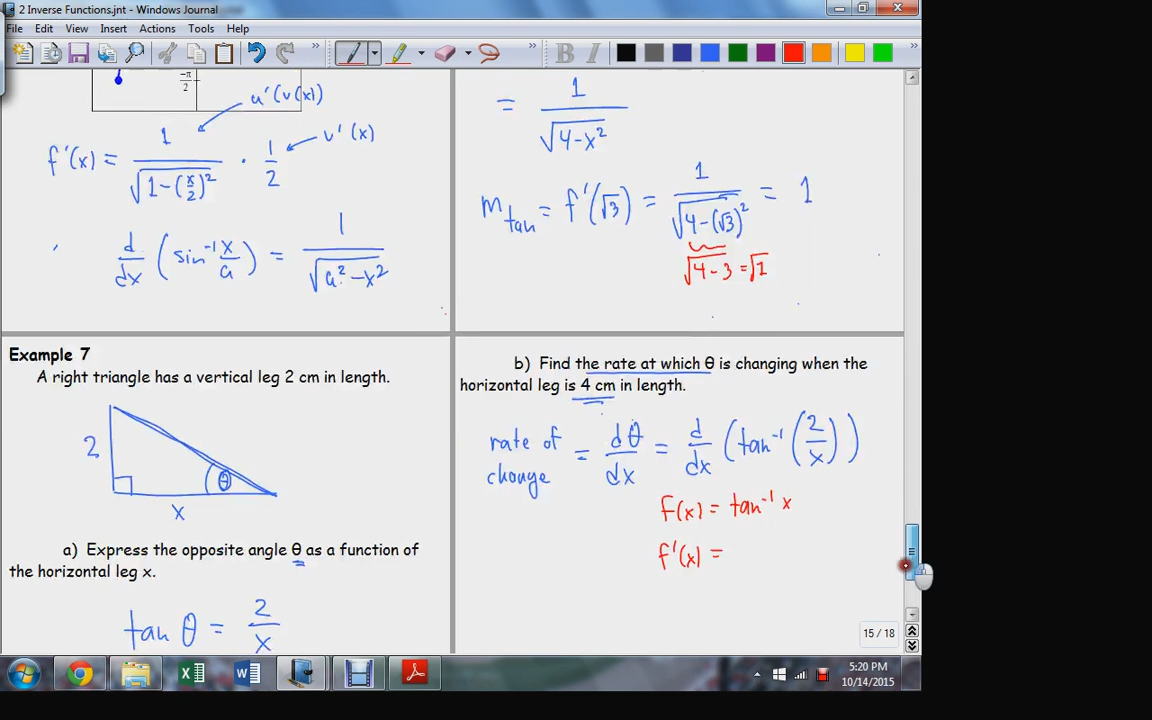 2 Inverse Functions.jnt - Windows Journal
File Edit View Insert Actions Tools Help
-π/2
u'(v(x))
f'(x) = 1/√(1-(x/2)²) · 1/2
v'(x)
d/dx (sin⁻¹ x/a) = 1/√(a²-x²)
= 1/√(4-x²)
m tan = f'(√3) = 1/√(4-(√3)²) = 1
√(4-3) = √1
Example 7
A right triangle has a vertical leg 2 cm in length.
2
θ
x
a) Express the opposite angle θ as a function of
the horizontal leg x.
tan θ = 2/x
b) Find the rate at which θ is changing when the
horizontal leg is 4 cm in length.
rate of change = dθ/dx = d/dx (tan⁻¹(2/x))
f(x) = tan⁻¹ x
f'(x) =
15 / 18
5:20 PM
10/14/2015